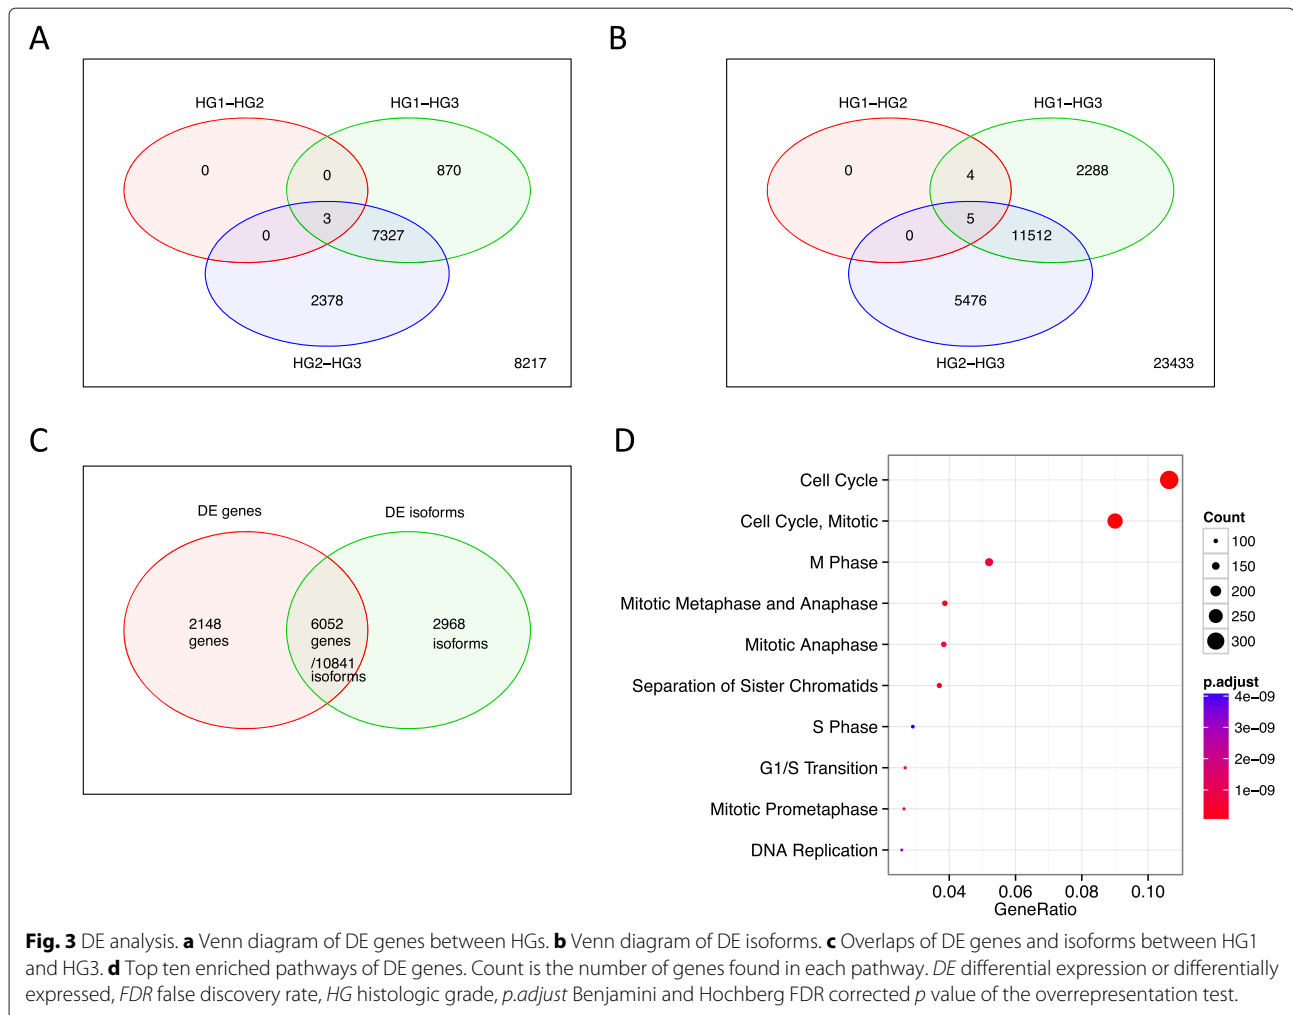 A
HG1–HG2
HG1–HG3
0
0
870
3
0
7327
2378
HG2–HG3
8217
B
HG1–HG2
HG1–HG3
0
4
2288
5
0
11512
5476
HG2–HG3
23433
C
DE genes
DE isoforms
2148
genes
6052
genes
/10841
isoforms
2968
isoforms
D
Cell Cycle
Cell Cycle, Mitotic
M Phase
Mitotic Metaphase and Anaphase
Mitotic Anaphase
Separation of Sister Chromatids
S Phase
G1/S Transition
Mitotic Prometaphase
DNA Replication
0.04 0.06 0.08 0.10
GeneRatio
Count
100
150
200
250
300
p.adjust
4e−09
3e−09
2e−09
1e−09
Fig. 3 DE analysis. a Venn diagram of DE genes between HGs. b Venn diagram of DE isoforms. c Overlaps of DE genes and isoforms between HG1
and HG3. d Top ten enriched pathways of DE genes. Count is the number of genes found in each pathway. DE differential expression or differentially
expressed, FDR false discovery rate, HG histologic grade, p.adjust Benjamini and Hochberg FDR corrected p value of the overrepresentation test.